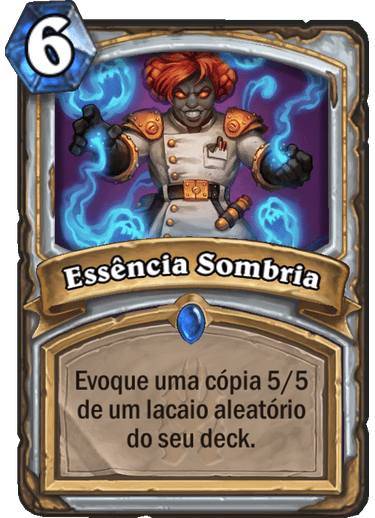 6
Essência Sombria
Evoque uma cópia 5/5
de um lacaio aleatório
do seu deck.